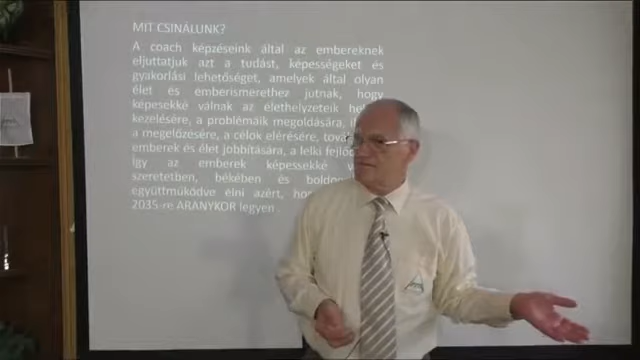 MIT CSINÁLUNK?
A coach képzéseink által az embereknek
eljuttatjuk azt a tudást, képességeket és
gyakorlási lehetőséget, amelyek által olyan
élet és emberismerethez jutnak, hogy
képesekké válnak az élethelyzeteik
kezelésére, a problémáik megoldására,
a megelőzésére, a célok elérésére,
emberek és élet jobbítására, a lelki
Így az emberek képessekké
szeretetben, békében és
együttműködve élni azért,
2035-re ARANYKOR legyen .